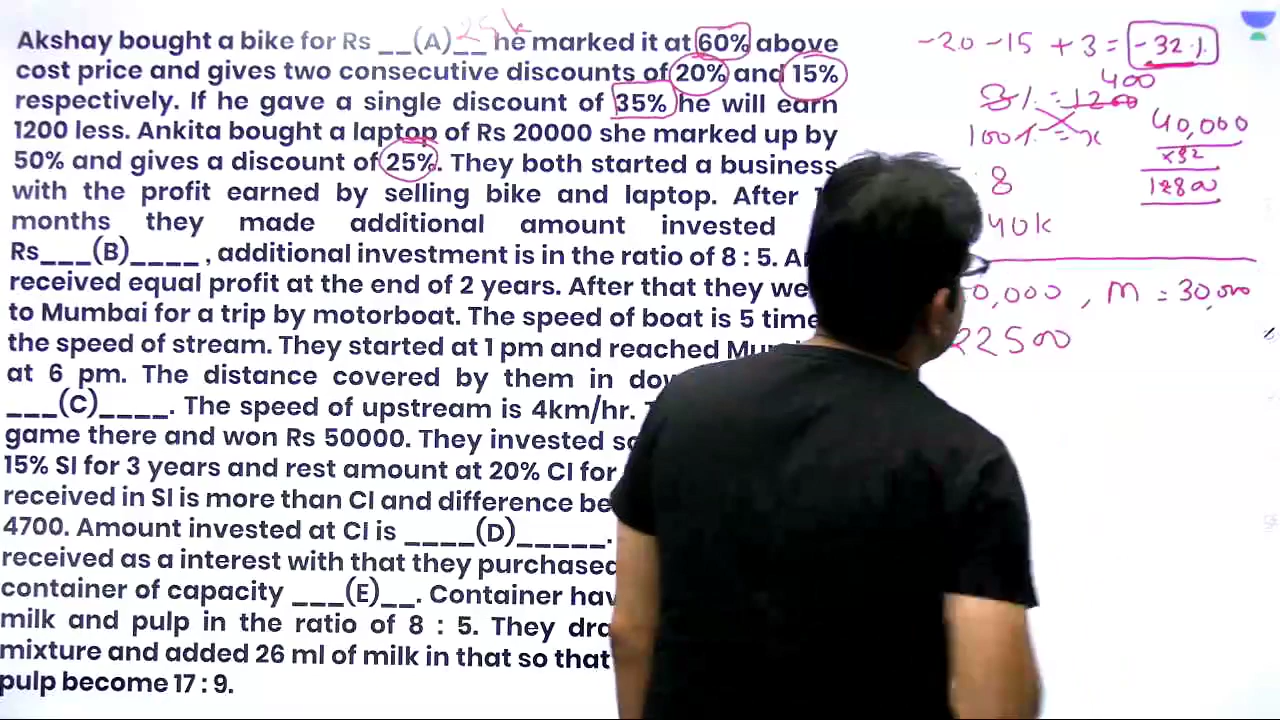 Akshay bought a bike for Rs __(A)__ he marked it at 60% above
25k
cost price and gives two consecutive discounts of 20% and 15%
respectively. If he gave a single discount of 35% he will earn
1200 less. Ankita bought a laptop of Rs 20000 she marked up by
50% and gives a discount of 25%. They both started a business
with the profit earned by selling bike and laptop. After
months they made additional amount invested
Rs___(B)____, additional investment is in the ratio of 8 : 5.
received equal profit at the end of 2 years. After that they
to Mumbai for a trip by motorboat. The speed of boat is 5
the speed of stream. They started at 1 pm and reached
at 6 pm. The distance covered by them in
___(C)____. The speed of upstream is 4km/hr.
game there and won Rs 50000. They invested
15% SI for 3 years and rest amount at 20% CI for
received in SI is more than CI and difference
4700. Amount invested at CI is ____(D)_____.
received as a interest with that they purchased
container of capacity ___(E)__. Container
milk and pulp in the ratio of 8 : 5. They
mixture and added 26 ml of milk in that so that
pulp become 17 : 9.
-20 -15 + 3 = -32%
400
3% = 1200
100% = x
8
40k
40,000
x32
12800
0,000 , m = 30,000
22500